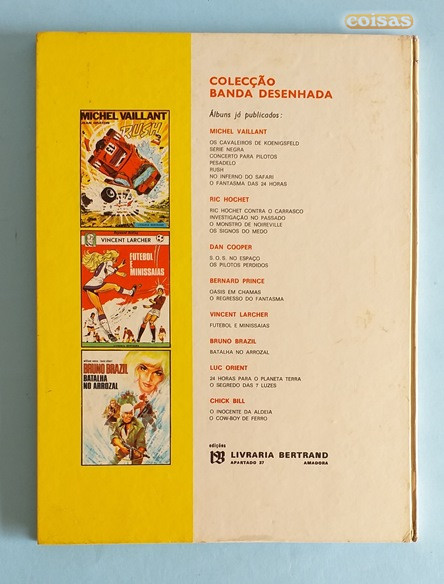 coisas
COLECÇÃO
BANDA DESENHADA
Álbuns já publicados:
MICHEL VAILLANT
OS CAVALEIROS DE KOENIGSFELD
SERIE NEGRA
CONCERTO PARA PILOTOS
PESADELO
RUSH
NO INFERNO DO SAFARI
O FANTASMA DAS 24 HORAS
RIC HOCHET
RIC HOCHET CONTRA O CARRASCO
INVESTIGAÇÃO NO PASSADO
O MONSTRO DE NOIREVILLE
OS SIGNOS DO MEDO
DAN COOPER
S.O.S. NO ESPAÇO
OS PILOTOS PERDIDOS
BERNARD PRINCE
OASIS EM CHAMAS
O REGRESSO DO FANTASMA
VINCENT LARCHER
FUTEBOL E MINISSAIAS
BRUNO BRAZIL
BATALHA NO ARROZAL
LUC ORIENT
24 HORAS PARA O PLANETA TERRA
O SEGREDO DAS 7 LUZES
CHICK BILL
O INOCENTE DA ALDEIA
O COW-BOY DE FERRO
edições
LIVRARIA BERTRAND
APARTADO 37 AMADORA
MICHEL VAILLANT
RUSH
VINCENT LARCHER
FUTEBOL
E
MINISSAIAS
BRUNO BRAZIL
BATALHA
NO ARROZAL